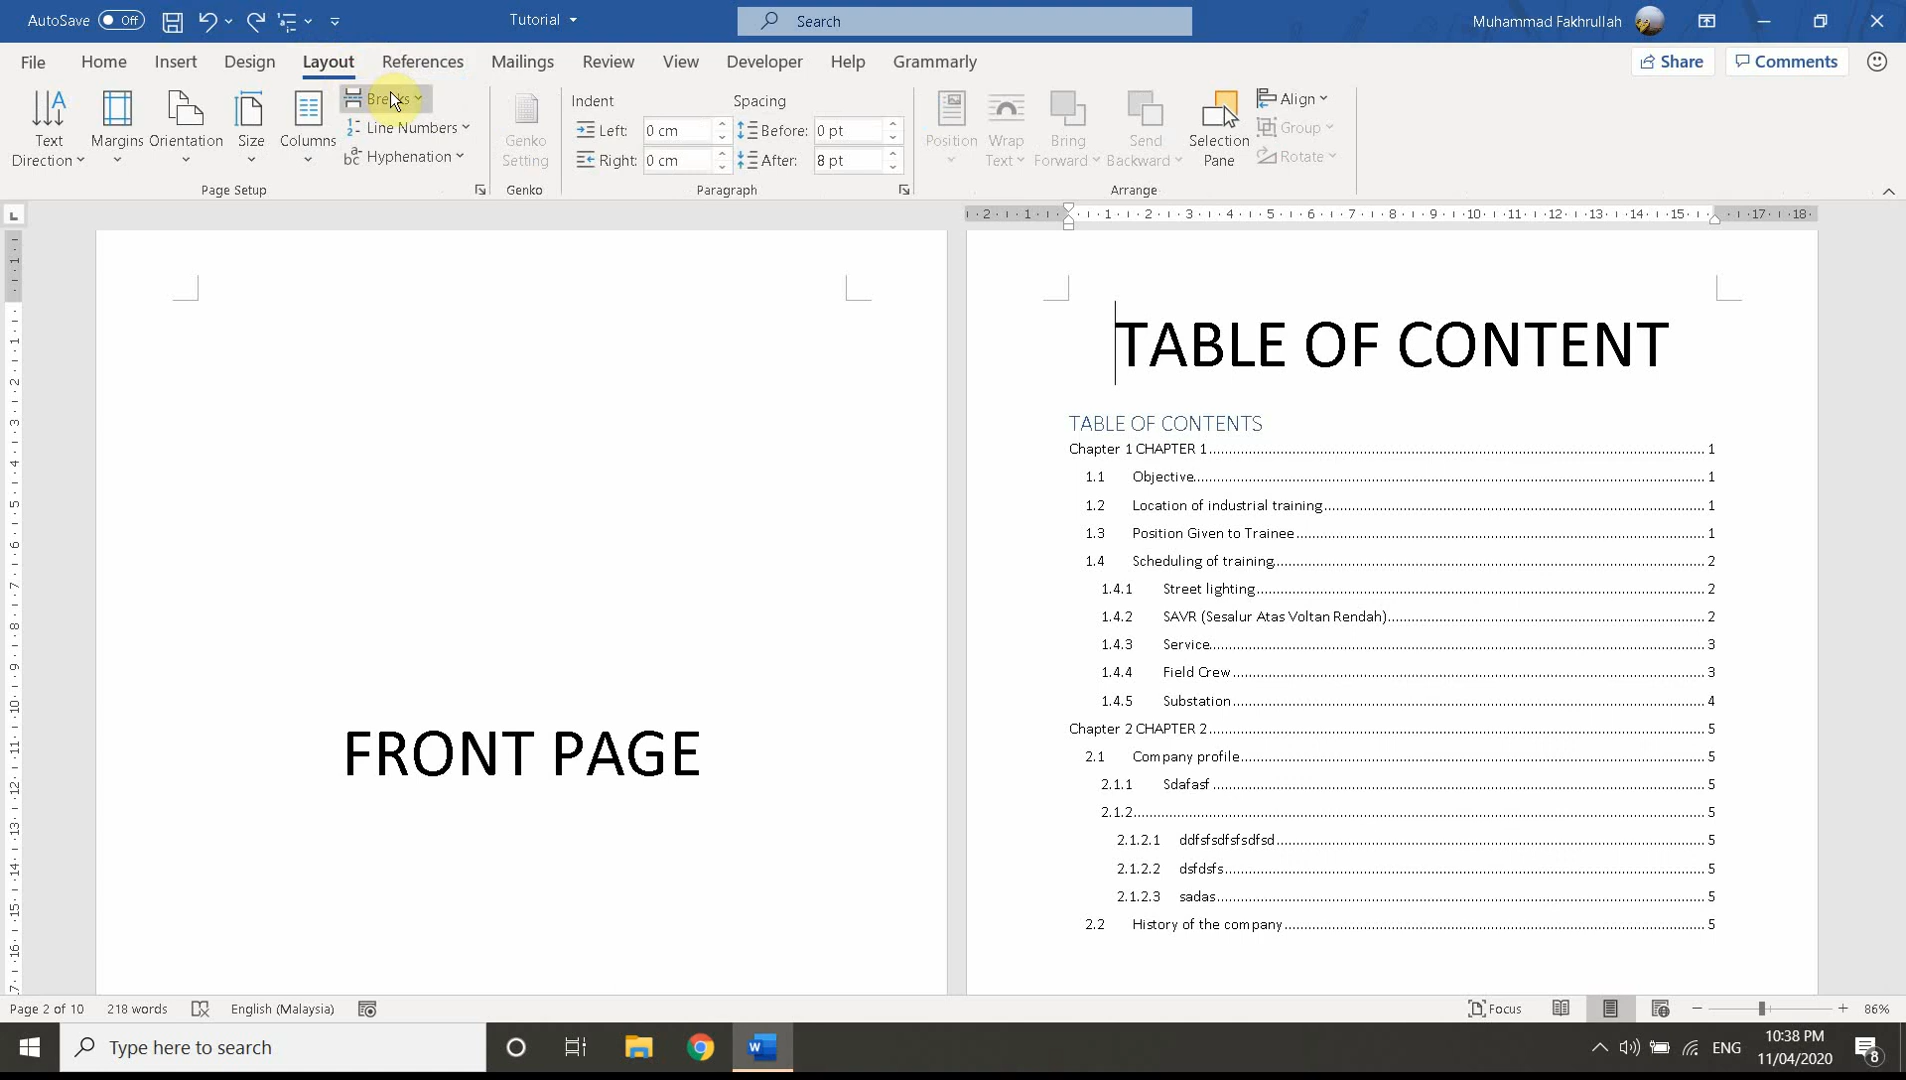 AutoSave Off Tutorial Search Muhammad Fakhrullah
File Home Insert Design Layout References Mailings Review View Developer Help Grammarly Share Comments
Text Direction
Margins
Orientation
Size
Columns
Breaks
Line Numbers
Hyphenation
Page Setup
Genko Setting
Genko
Indent
Left: 0 cm
Right: 0 cm
Spacing
Before: 0 pt
After: 8 pt
Paragraph
Position
Wrap Text
Bring Forward
Send Backward
Selection Pane
Align
Group
Rotate
Arrange
FRONT PAGE
TABLE OF CONTENT
TABLE OF CONTENTS
Chapter 1 CHAPTER 1 1
1.1 Objective 1
1.2 Location of industrial training 1
1.3 Position Given to Trainee 1
1.4 Scheduling of training 2
1.4.1 Street lighting 2
1.4.2 SAVR (Sesalur Atas Voltan Rendah) 2
1.4.3 Service 3
1.4.4 Field Crew 3
1.4.5 Substation 4
Chapter 2 CHAPTER 2 5
2.1 Company profile 5
2.1.1 Sdafasf 5
2.1.2 5
2.1.2.1 ddfsfsdfsfsdfsd 5
2.1.2.2 dsfdsfs 5
2.1.2.3 sadas 5
2.2 History of the company 5
Page 2 of 10 218 words English (Malaysia) Focus 86%
Type here to search
ENG
10:38 PM
11/04/2020
8